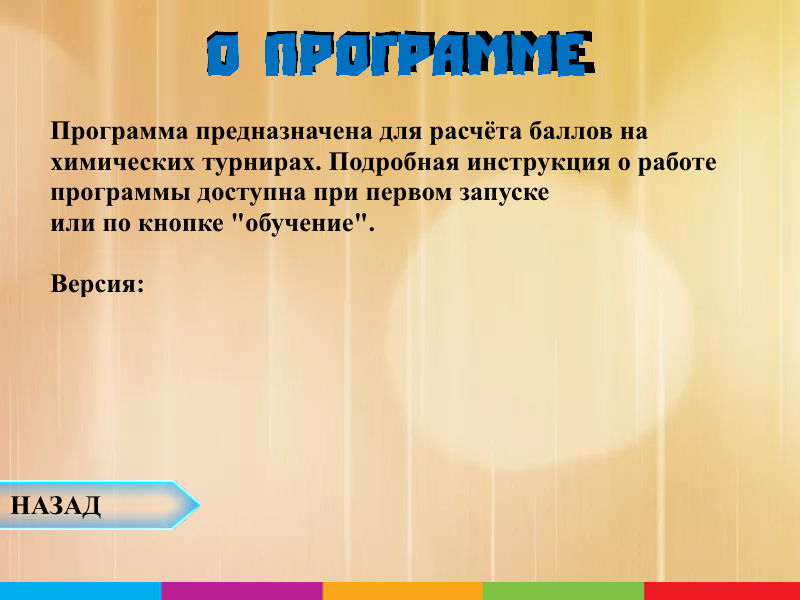 О ПРОГРАММЕ
Программа предназначена для расчёта баллов на
химических турнирах. Подробная инструкция о работе
программы доступна при первом запуске
или по кнопке "обучение".
Версия:
НАЗАД